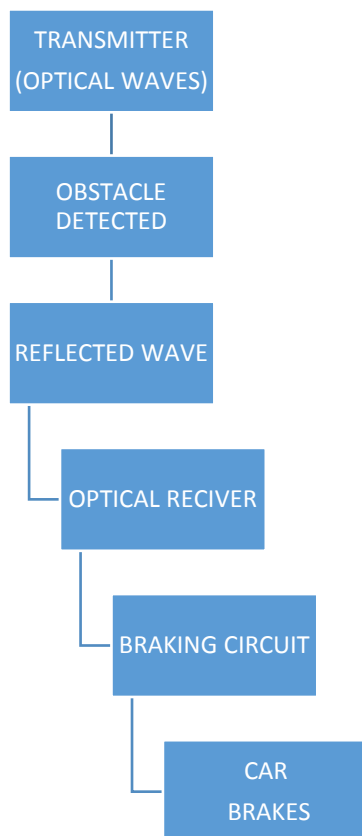 TRANSMITTER
(OPTICAL WAVES)
OBSTACLE
DETECTED
REFLECTED WAVE
OPTICAL RECIVER
BRAKING CIRCUIT
CAR
BRAKES